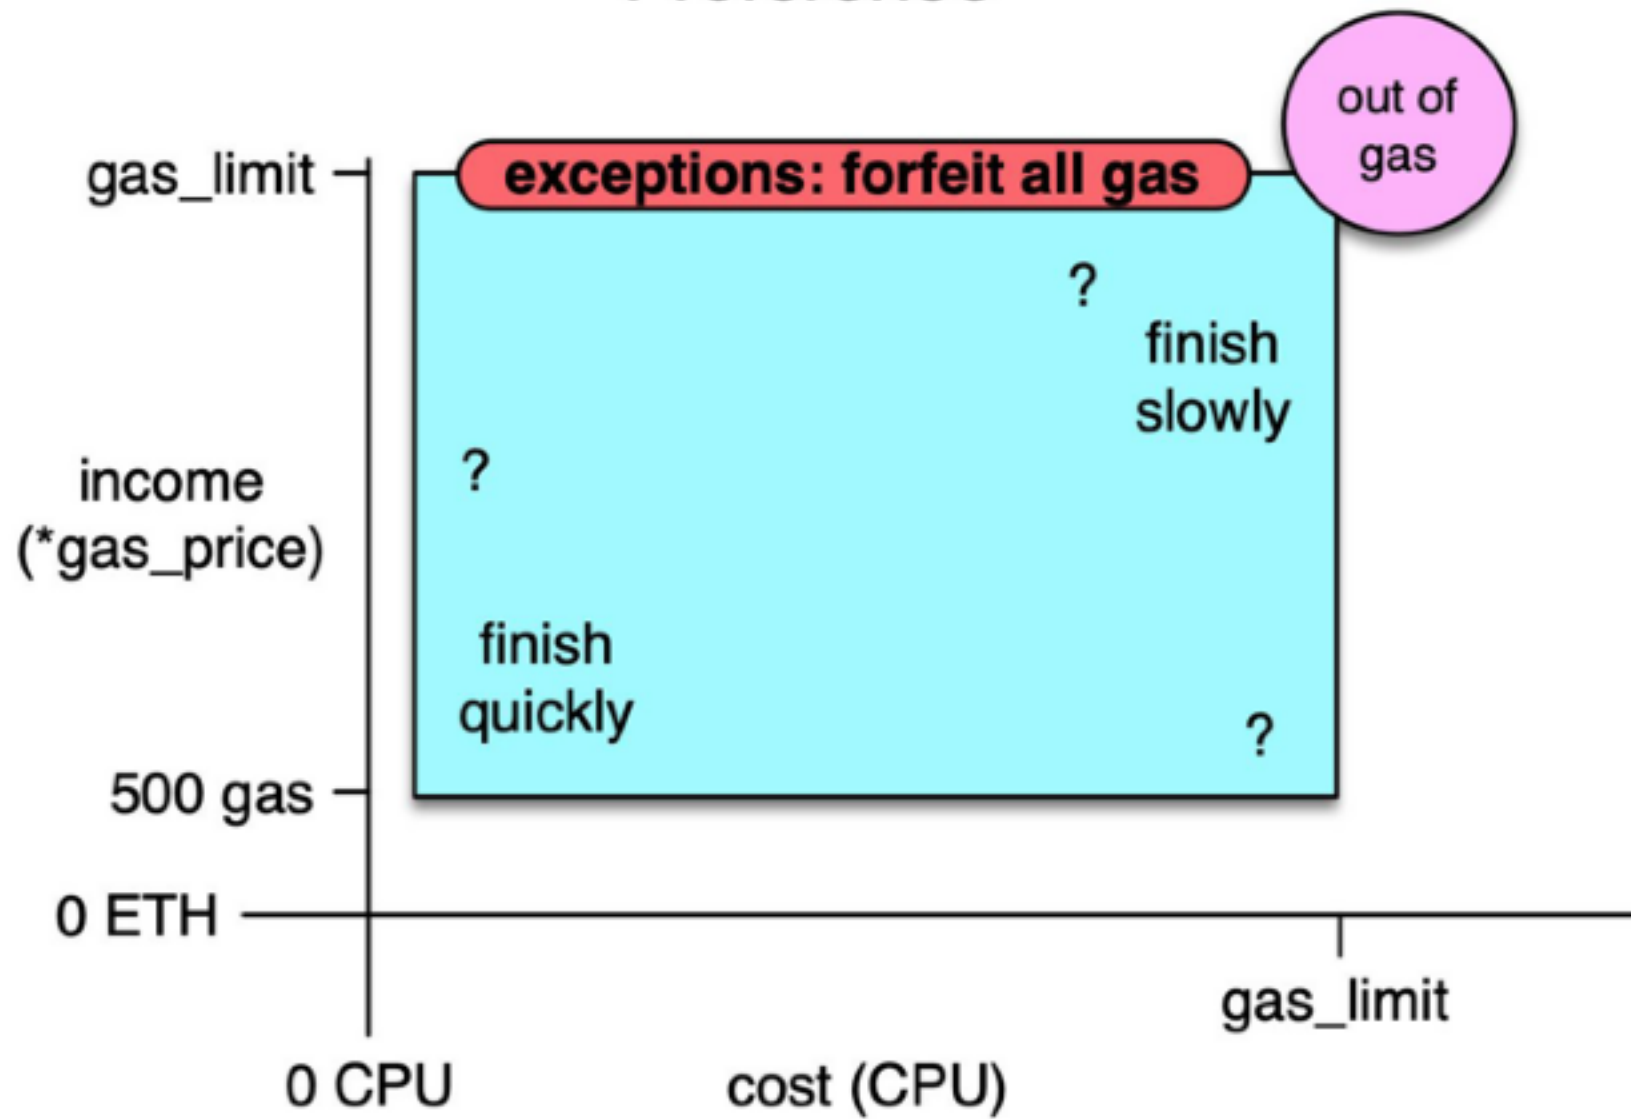 out of
gas
gas_limit
exceptions: forfeit all gas
?
finish
slowly
?
income
(*gas_price)
finish
quickly
?
500 gas
0 ETH
gas_limit
0 CPU
cost (CPU)